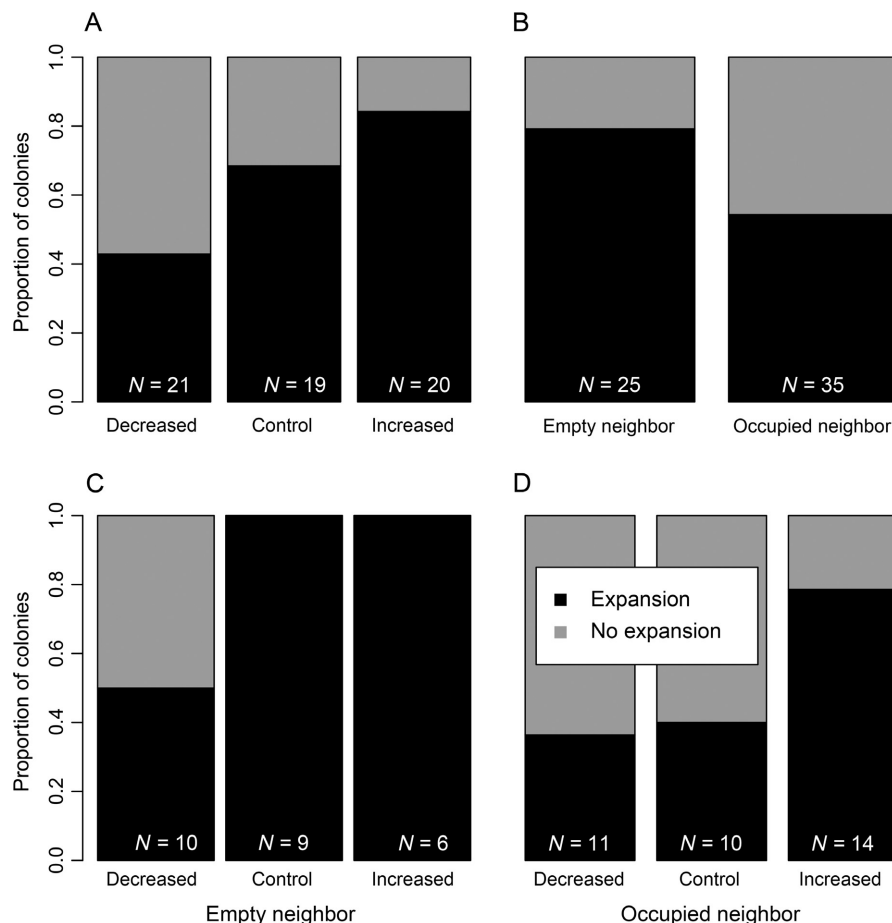 A
B
Proportion of colonies
0.0 0.2 0.4 0.6 0.8 1.0
N = 21 N = 19 N = 20
Decreased Control Increased
N = 25 N = 35
Empty neighbor Occupied neighbor
C
D
Proportion of colonies
0.0 0.2 0.4 0.6 0.8 1.0
N = 10 N = 9 N = 6
Decreased Control Increased
Empty neighbor
Expansion
No expansion
N = 11 N = 10 N = 14
Decreased Control Increased
Occupied neighbor